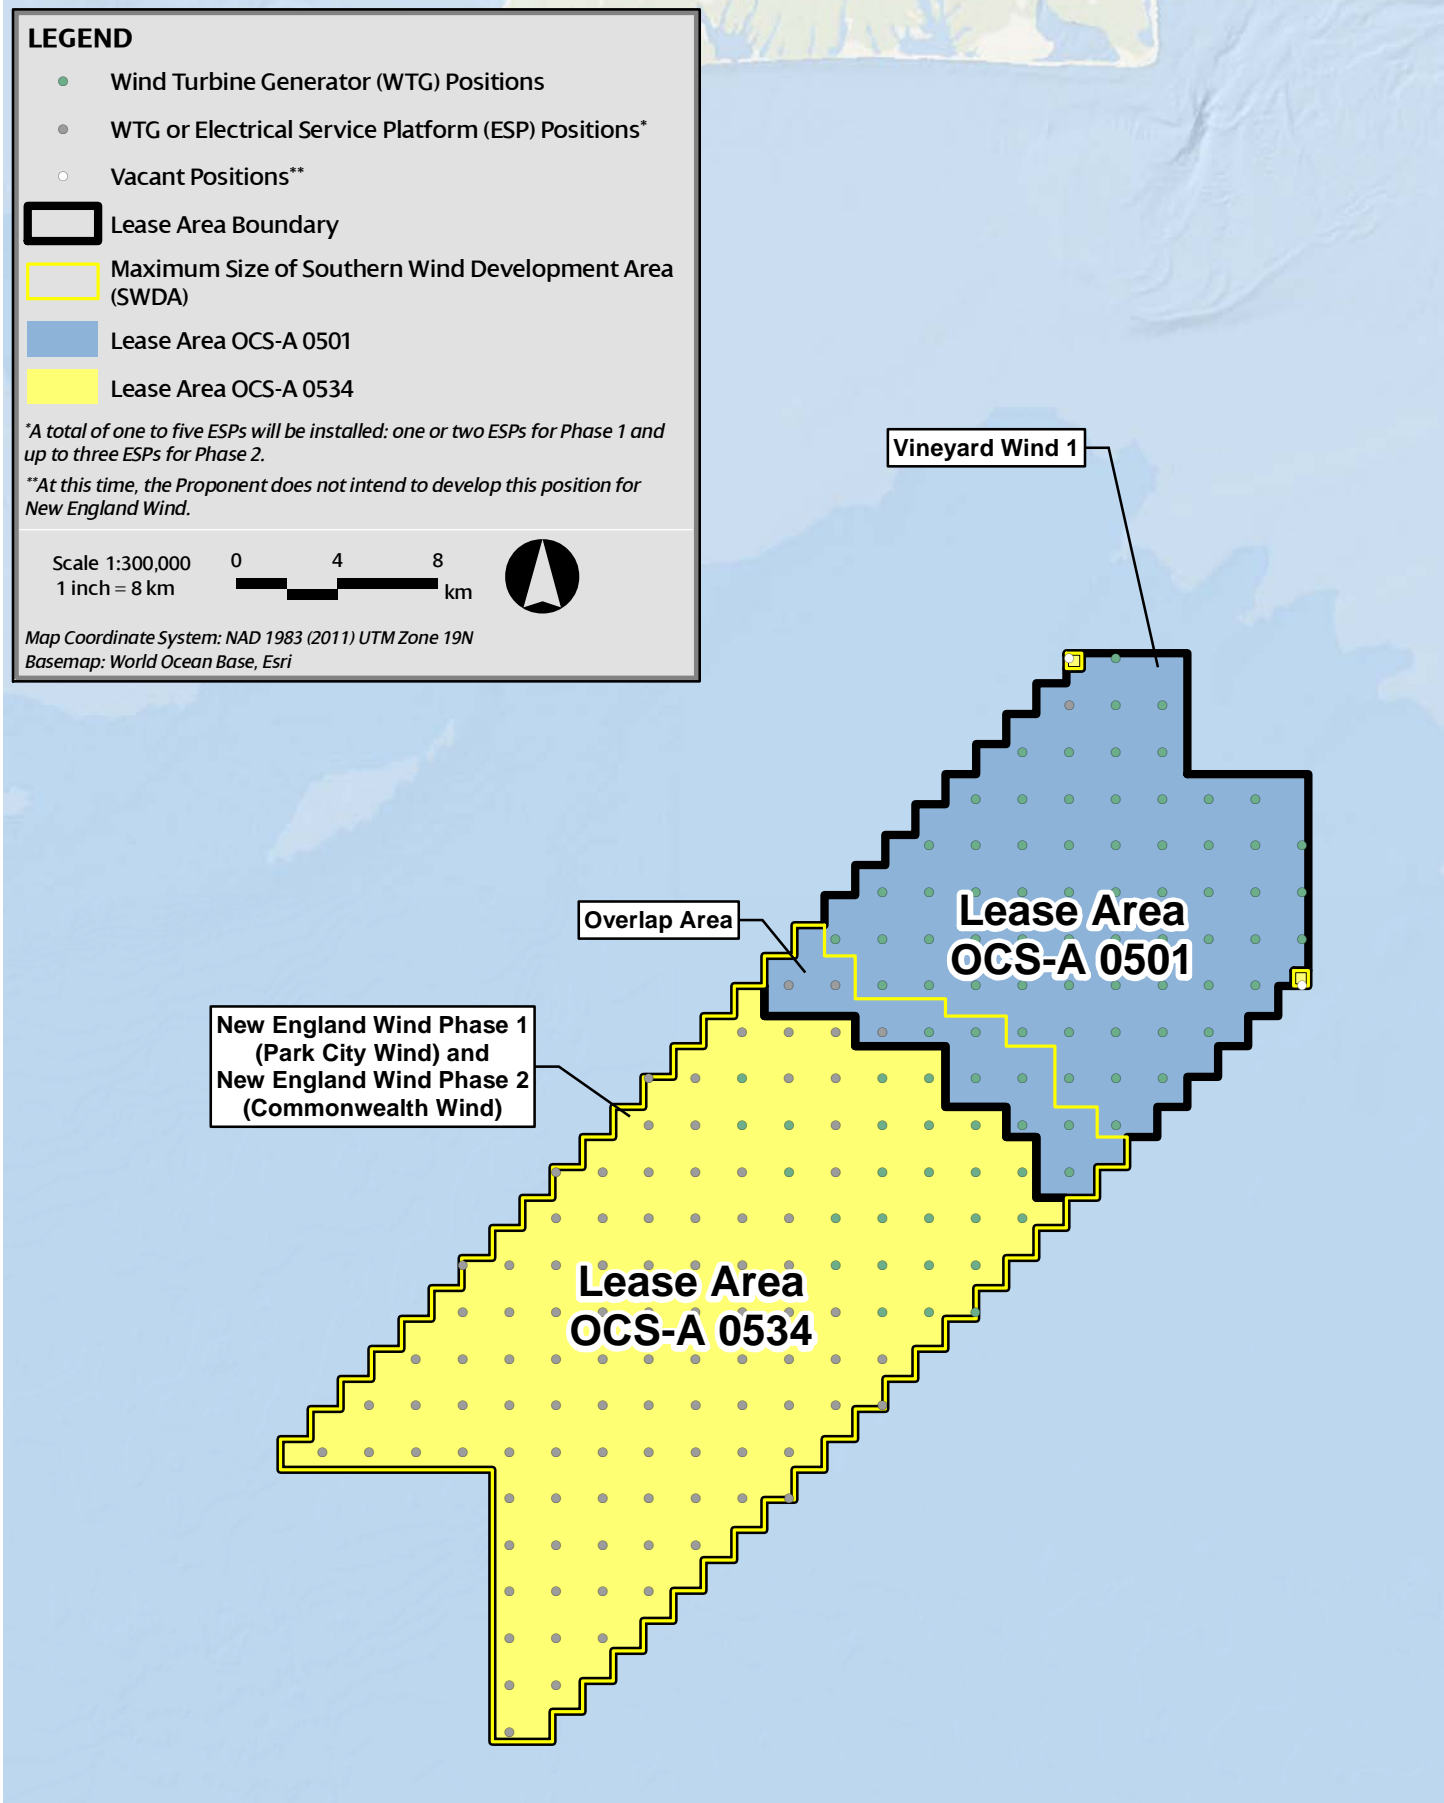 LEGEND
Wind Turbine Generator (WTG) Positions
WTG or Electrical Service Platform (ESP) Positions*
Vacant Positions**
Lease Area Boundary
Maximum Size of Southern Wind Development Area
(SWDA)
Lease Area OCS-A 0501
Lease Area OCS-A 0534
*A total of one to five ESPs will be installed: one or two ESPs for Phase 1 and
up to three ESPs for Phase 2.
**At this time, the Proponent does not intend to develop this position for
New England Wind.
Scale 1:300,000
1 inch = 8 km
0 4 8
km
Map Coordinate System: NAD 1983 (2011) UTM Zone 19N
Basemap: World Ocean Base, Esri
Vineyard Wind 1
Overlap Area
Lease Area
OCS-A 0501
New England Wind Phase 1
(Park City Wind) and
New England Wind Phase 2
(Commonwealth Wind)
Lease Area
OCS-A 0534